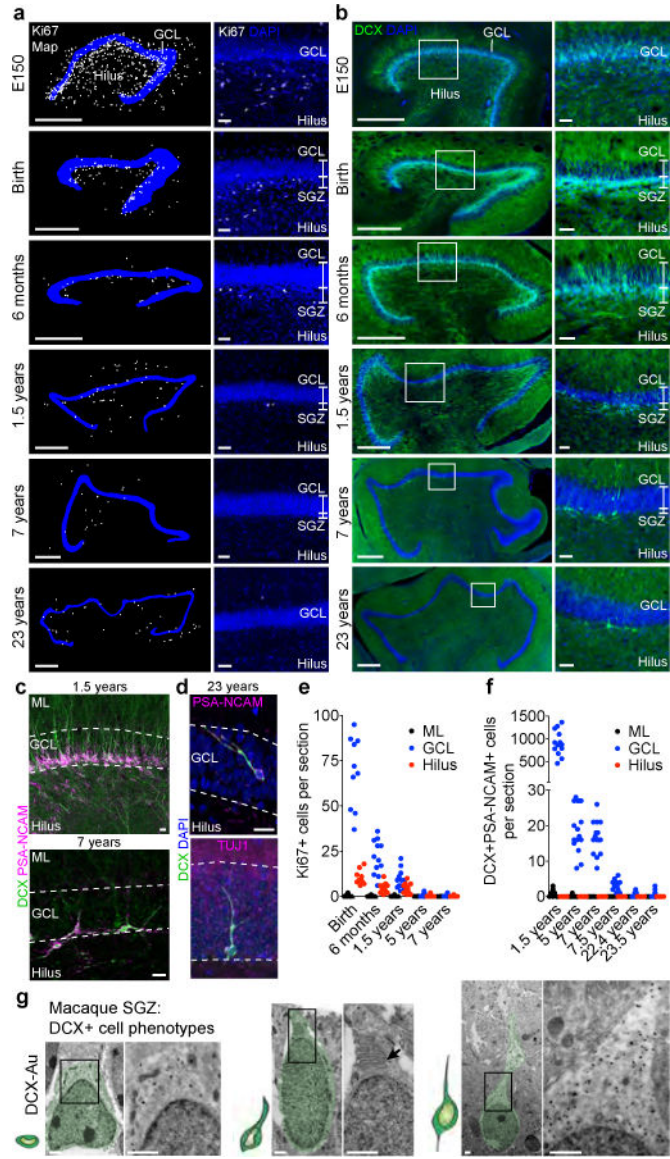 a
Ki67 Map
GCL
Hilus
Ki67 DAPI
GCL
Hilus
E150
GCL
SGZ
Hilus
Birth
GCL
SGZ
Hilus
6 months
GCL
SGZ
Hilus
1.5 years
GCL
SGZ
Hilus
7 years
GCL
Hilus
23 years
b
DCX DAPI
GCL
Hilus
GCL
Hilus
E150
GCL
SGZ
Hilus
Birth
GCL
SGZ
Hilus
6 months
GCL
SGZ
Hilus
1.5 years
GCL
SGZ
Hilus
7 years
GCL
Hilus
23 years
c
1.5 years
ML
GCL
Hilus
7 years
ML
GCL
Hilus
DCX PSA-NCAM
d
23 years
PSA-NCAM
GCL
TUJ1
DCX DAPI
e
ML
GCL
Hilus
Ki67+ cells per section
100
75
50
25
0
Birth
6 months
1.5 years
5 years
7 years
f
ML
GCL
Hilus
DCX+PSA-NCAM+ cells
per section
1500
1000
500
30
20
10
0
1.5 years
5 years
7 years
7.5 years
22.4 years
23.5 years
g
Macaque SGZ:
DCX+ cell phenotypes
DCX-Au